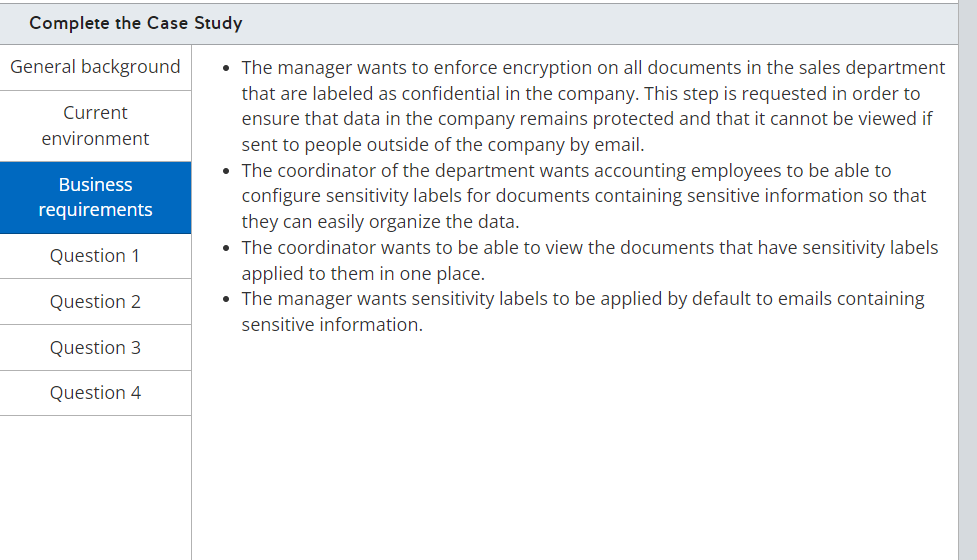 Complete the Case Study
General background
Current
environment
Business
requirements
Question 1
Question 2
Question 3
Question 4
• The manager wants to enforce encryption on all documents in the sales department
that are labeled as confidential in the company. This step is requested in order to
ensure that data in the company remains protected and that it cannot be viewed if
sent to people outside of the company by email.
• The coordinator of the department wants accounting employees to be able to
configure sensitivity labels for documents containing sensitive information so that
they can easily organize the data.
• The coordinator wants to be able to view the documents that have sensitivity labels
applied to them in one place.
• The manager wants sensitivity labels to be applied by default to emails containing
sensitive information.